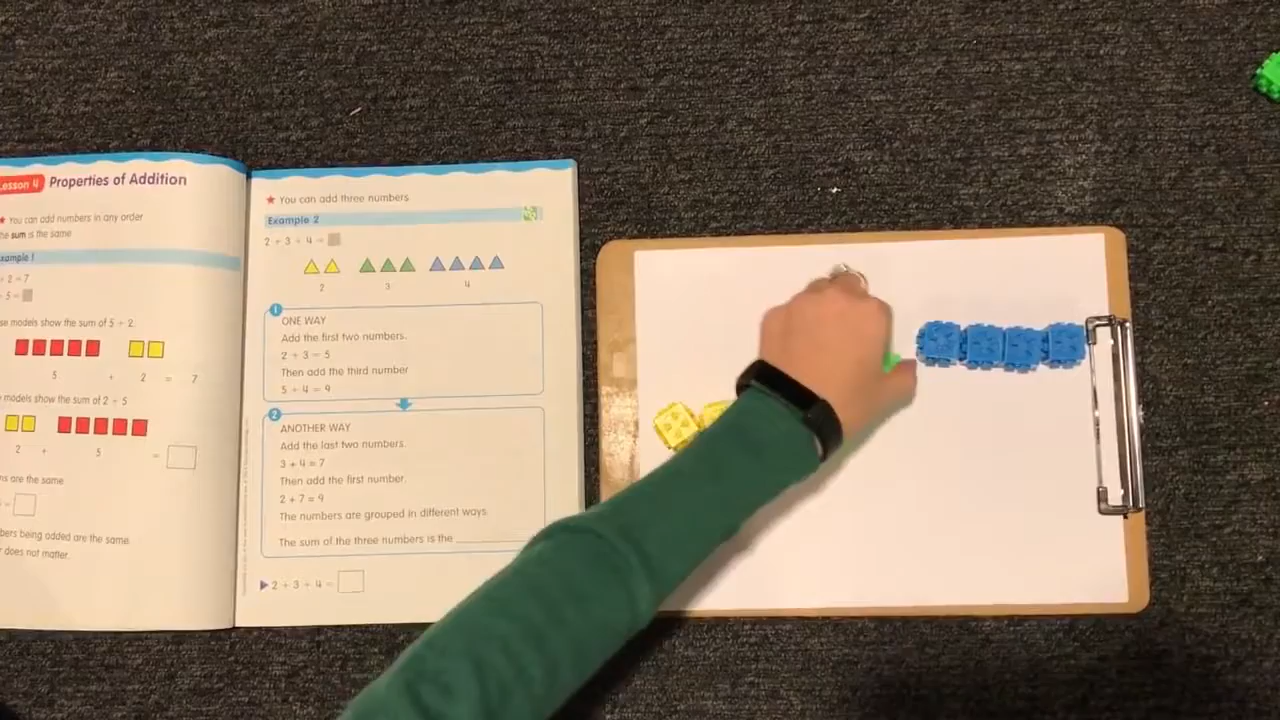 Lesson 4 Properties of Addition
★ You can add numbers in any order
the sum is the same
Example 1
+ 2 = 7
+ 5 =
models show the sum of 5 + 2.
5 + 2 = 7
models show the sum of 2 + 5
2 + 5 =
are the same.
=
being added are the same.
does not matter.
★ You can add three numbers.
Example 2
2 + 3 + 4 =
2 3 4
1
ONE WAY
Add the first two numbers.
2 + 3 = 5
Then add the third number.
5 + 4 = 9
2
ANOTHER WAY
Add the last two numbers.
3 + 4 = 7
Then add the first number.
2 + 7 = 9
The numbers are grouped in different ways.
The sum of the three numbers is the
▶ 2 + 3 + 4 =